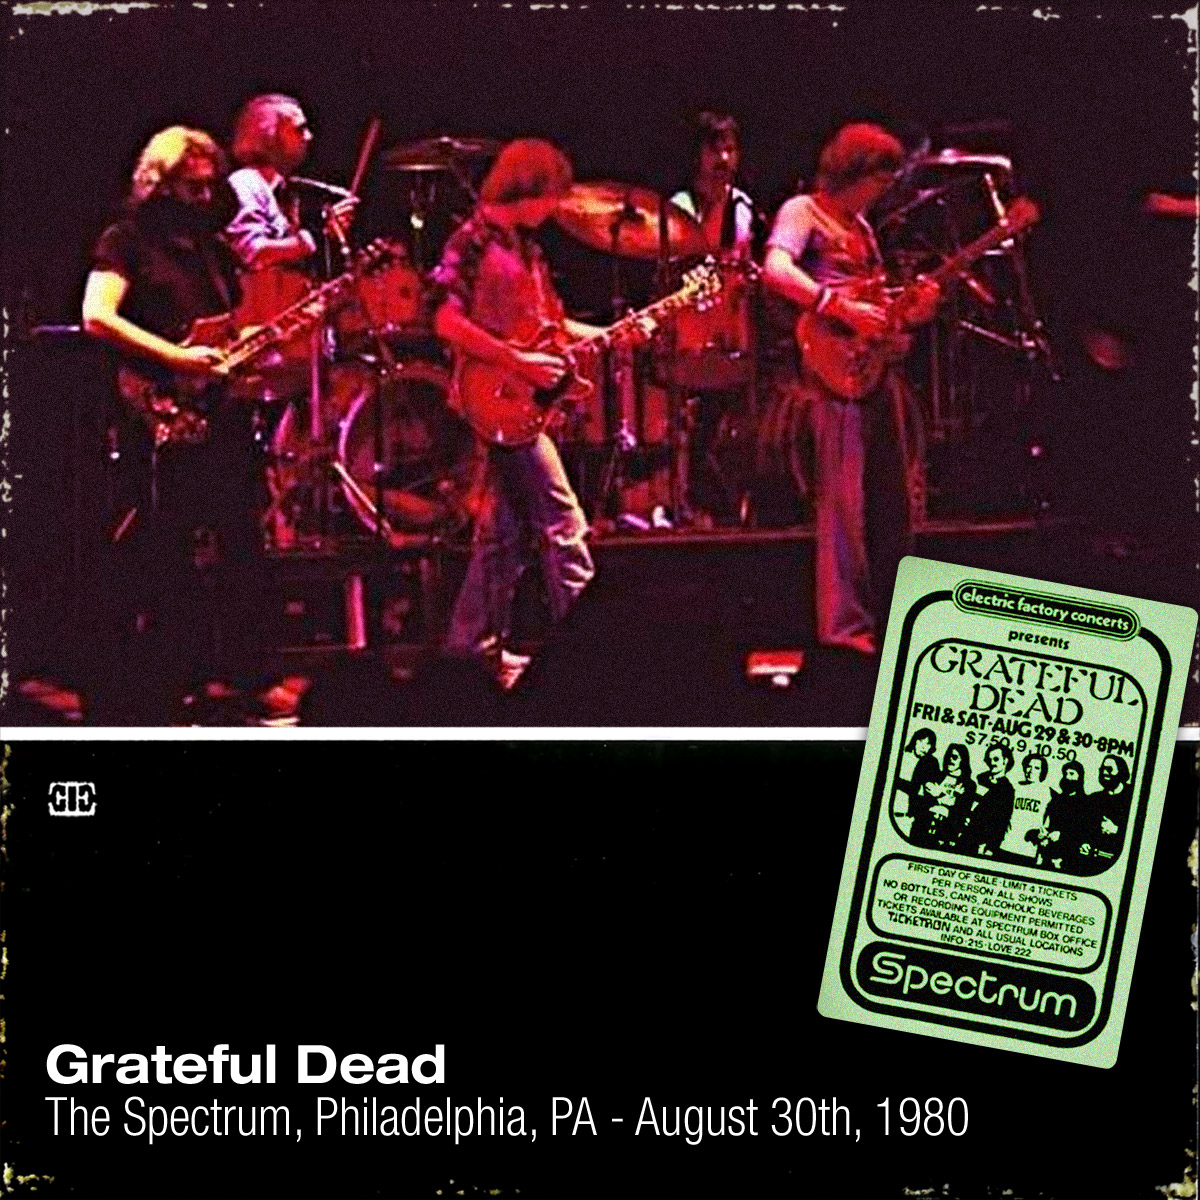 electric factory concerts
presents
GRATEFUL
DEAD
FRI & SAT·AUG 29 & 30·8PM
$7.50, 9, 10.50
DUKE
FIRST DAY OF SALE·LIMIT 4 TICKETS
PER PERSON·ALL SHOWS
NO BOTTLES, CANS, ALCOHOLIC BEVERAGES
OR RECORDING EQUIPMENT PERMITTED
TICKETS AVAILABLE AT SPECTRUM BOX OFFICE
TICKETRON AND ALL USUAL LOCATIONS
INFO·215·LOVE 222
Spectrum
Grateful Dead
The Spectrum, Philadelphia, PA - August 30th, 1980